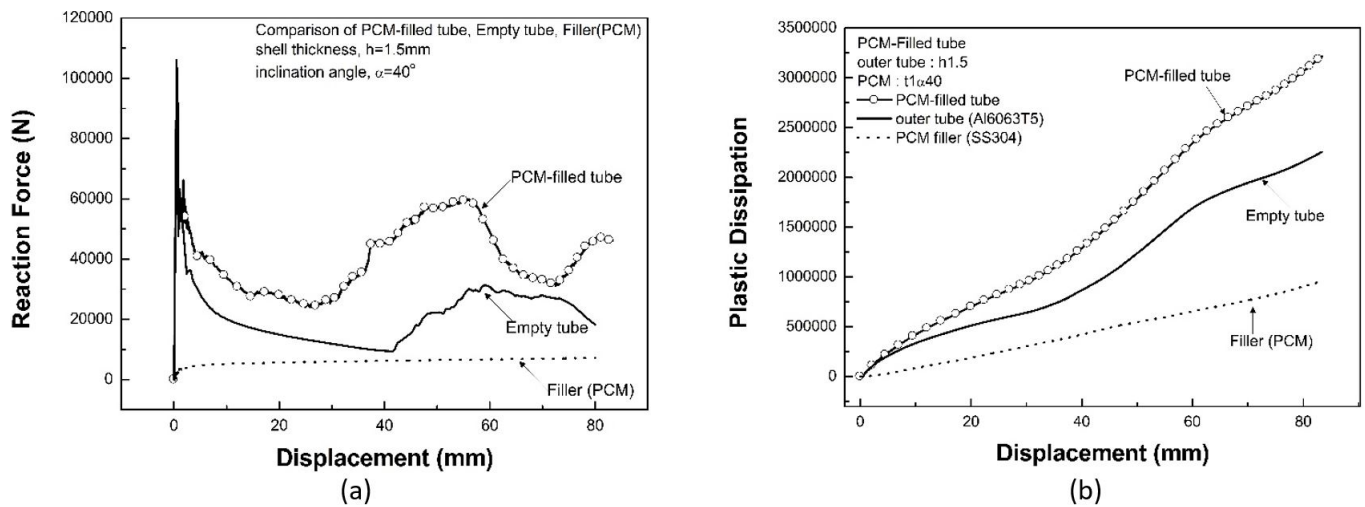 Comparison of PCM-filled tube, Empty tube, Filler(PCM)
shell thickness, h=1.5mm
inclination angle, α=40°
Reaction Force (N)
120000
100000
80000
60000
40000
20000
0
PCM-filled tube
Empty tube
Filler (PCM)
0 20 40 60 80
Displacement (mm)
(a)
PCM-Filled tube
outer tube : h1.5
PCM : t1α40
PCM-filled tube
outer tube (Al6063T5)
PCM filler (SS304)
Plastic Dissipation
3500000
3000000
2500000
2000000
1500000
1000000
500000
0
PCM-filled tube
Empty tube
Filler (PCM)
0 20 40 60 80
Displacement (mm)
(b)